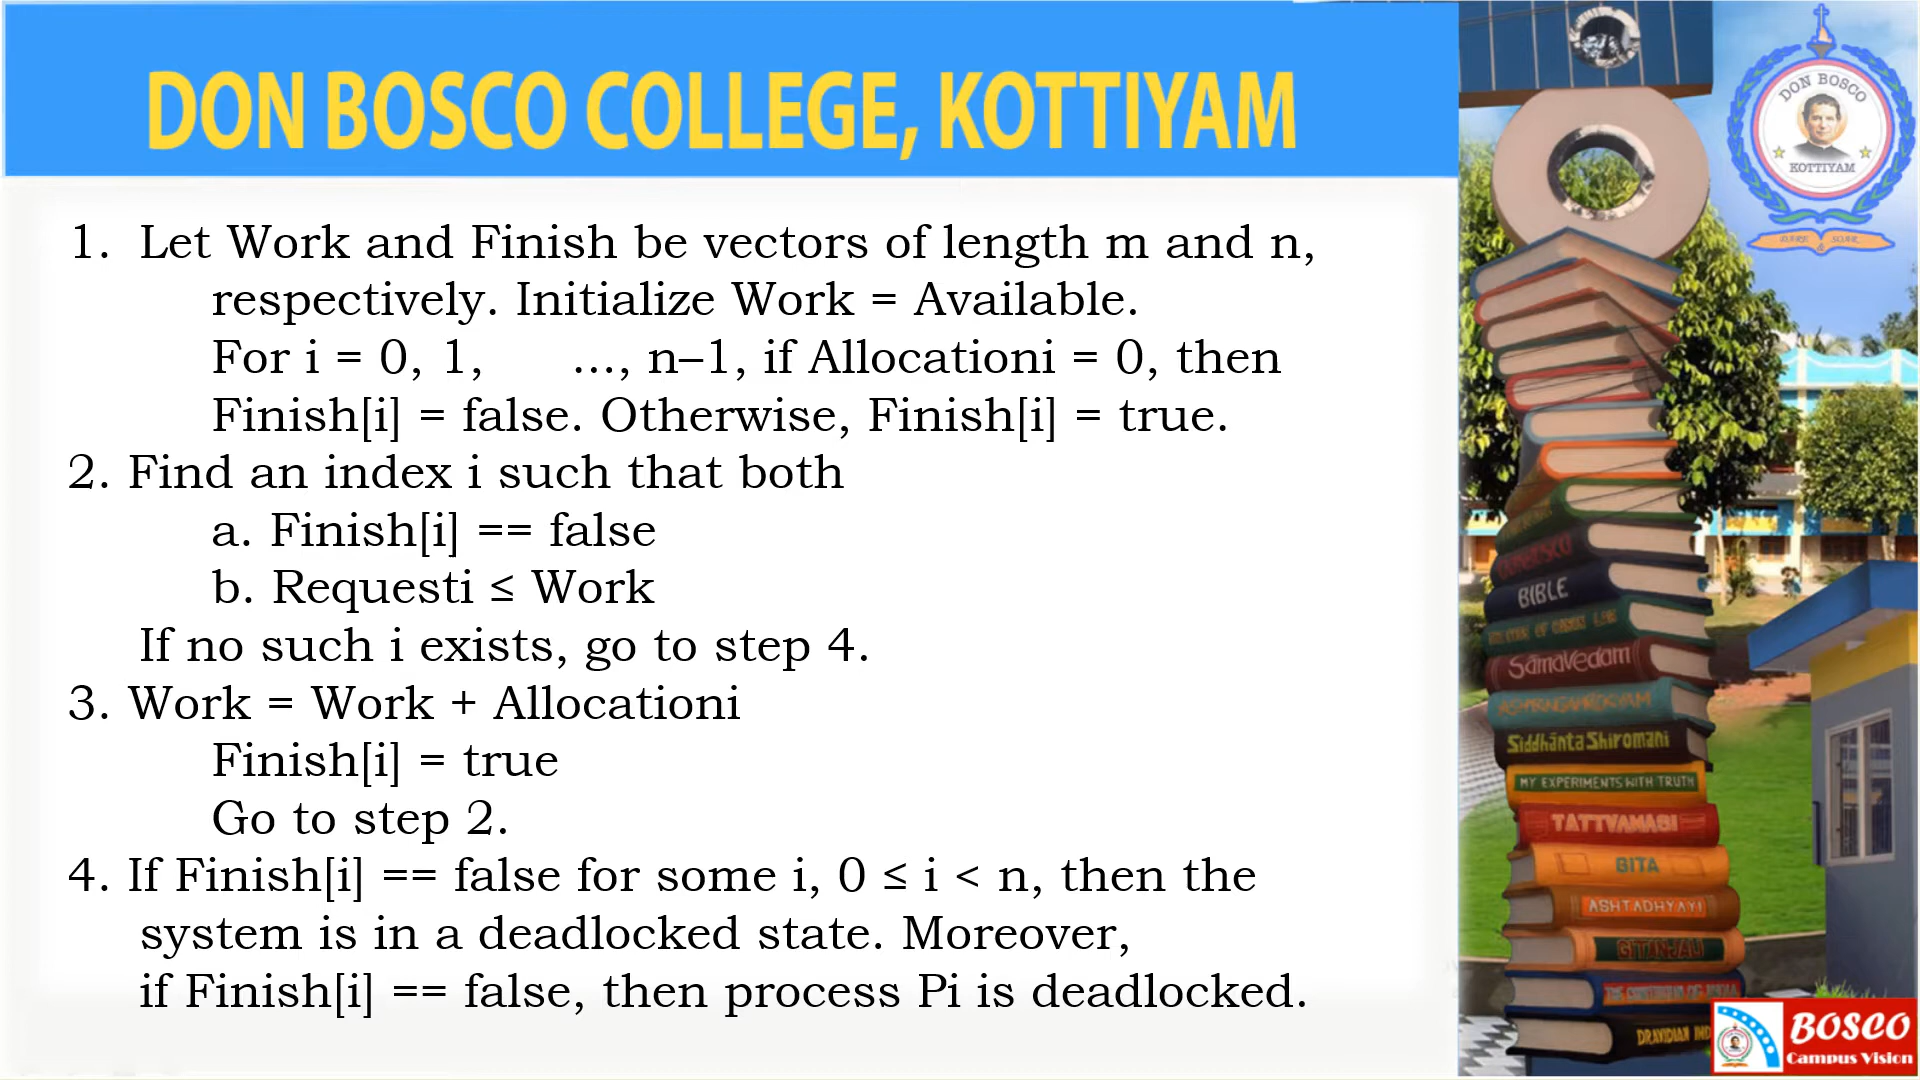 DON BOSCO COLLEGE, KOTTIYAM
1. Let Work and Finish be vectors of length m and n,
respectively. Initialize Work = Available.
For i = 0, 1, …, n–1, if Allocationi = 0, then
Finish[i] = false. Otherwise, Finish[i] = true.
2. Find an index i such that both
a. Finish[i] == false
b. Requesti ≤ Work
If no such i exists, go to step 4.
3. Work = Work + Allocationi
Finish[i] = true
Go to step 2.
4. If Finish[i] == false for some i, 0 ≤ i < n, then the
system is in a deadlocked state. Moreover,
if Finish[i] == false, then process Pi is deadlocked.
DON BOSCO
KOTTIYAM
BIBLE
Sāmavedam
Siddhānta Shiromani
MY EXPERIMENTS WITH TRUTH
TATTVAMASI
GITA
ASHTADHYAYI
GITANJALI
BOSCO
Campus Vision